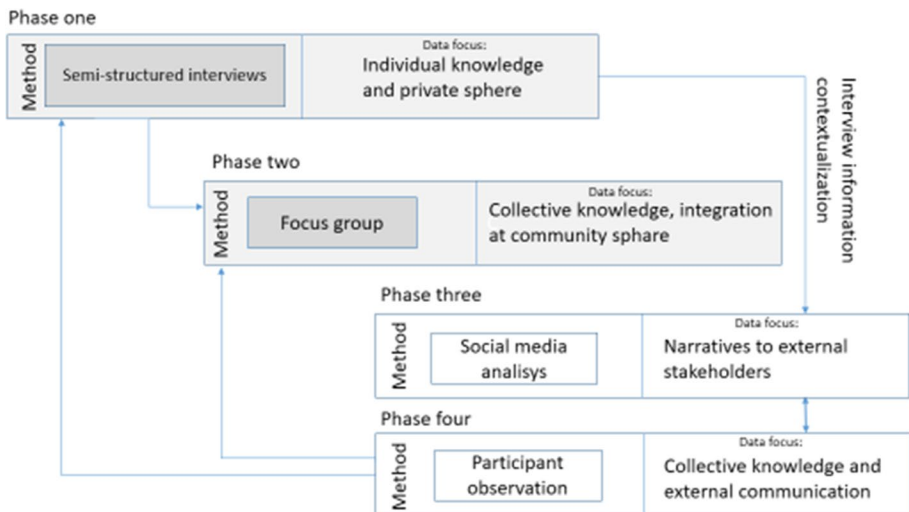 Phase one
Method
Semi-structured interviews
Data focus:
Individual knowledge
and private sphere
Interview information
contextualization
Phase two
Method
Focus group
Data focus:
Collective knowledge, integration
at community sphare
Phase three
Method
Social media
analisys
Data focus:
Narratives to external
stakeholders
Phase four
Method
Participant
observation
Data focus:
Collective knowledge and
external communication